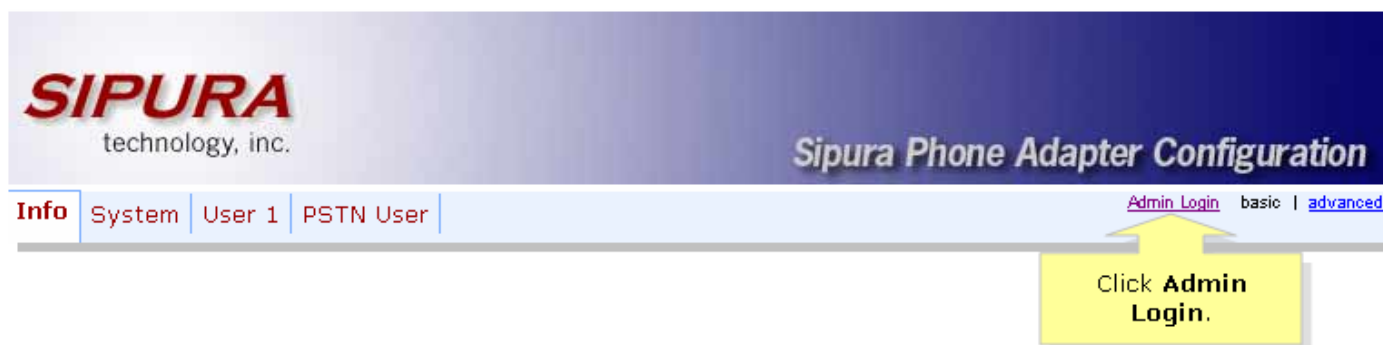 SIPURA
technology, inc.
Sipura Phone Adapter Configuration
Info System User 1 PSTN User
Admin Login basic | advanced
Click Admin
Login.